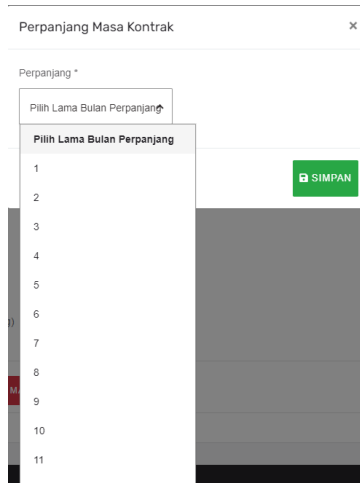 Perpanjang Masa Kontrak ×
Perpanjang *
Pilih Lama Bulan Perpanjang
Pilih Lama Bulan Perpanjang
1
2
3
4
5
6
7
8
9
10
11
SIMPAN